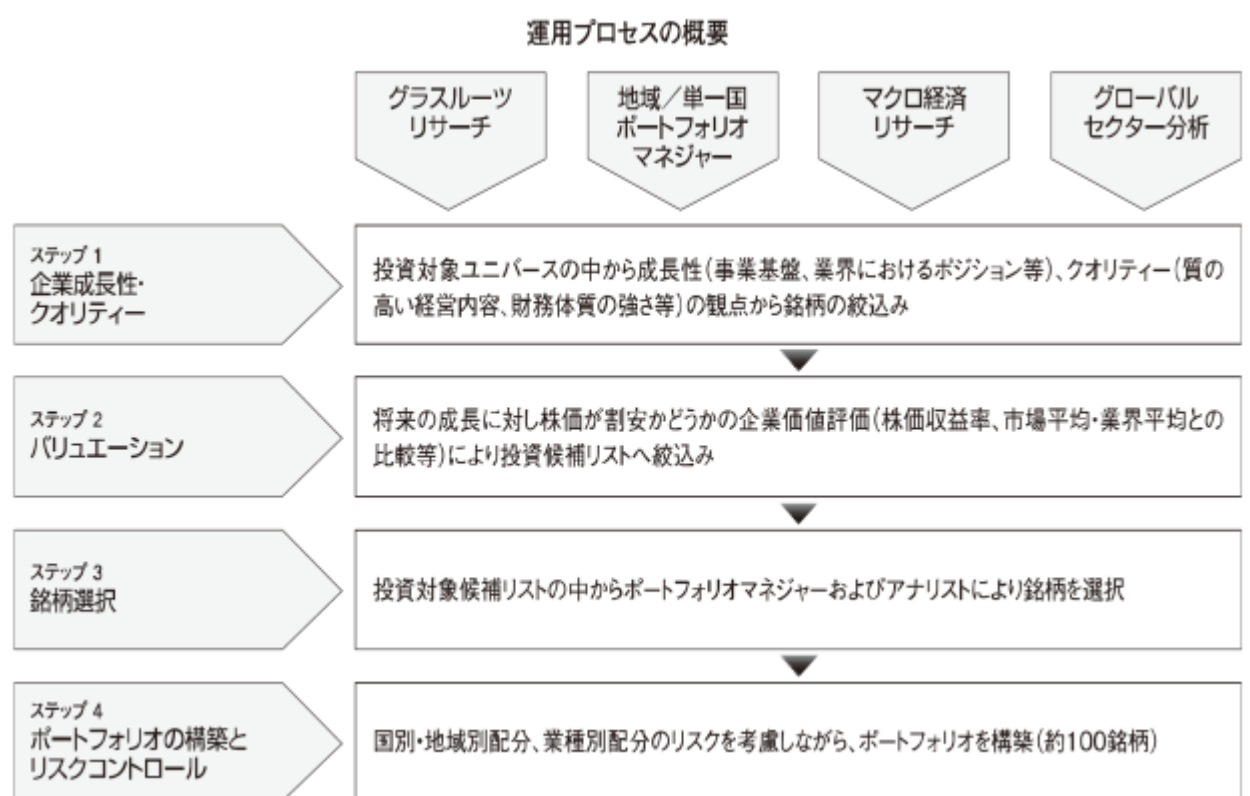 運用プロセスの概要
グラスルーツ
リサーチ
地域／単一国
ポートフォリオ
マネジャー
マクロ経済
リサーチ
グローバル
セクター分析
ステップ 1
企業成長性・
クオリティー
投資対象ユニバースの中から成長性（事業基盤、業界におけるポジション等）、クオリティー（質の
高い経営内容、財務体質の強さ等）の観点から銘柄の絞込み
ステップ 2
バリュエーション
将来の成長に対し株価が割安かどうかの企業価値評価（株価収益率、市場平均・業界平均との
比較等）により投資候補リストへ絞込み
ステップ 3
銘柄選択
投資対象候補リストの中からポートフォリオマネジャーおよびアナリストにより銘柄を選択
ステップ 4
ポートフォリオの構築と
リスクコントロール
国別・地域別配分、業種別配分のリスクを考慮しながら、ポートフォリオを構築（約100銘柄）